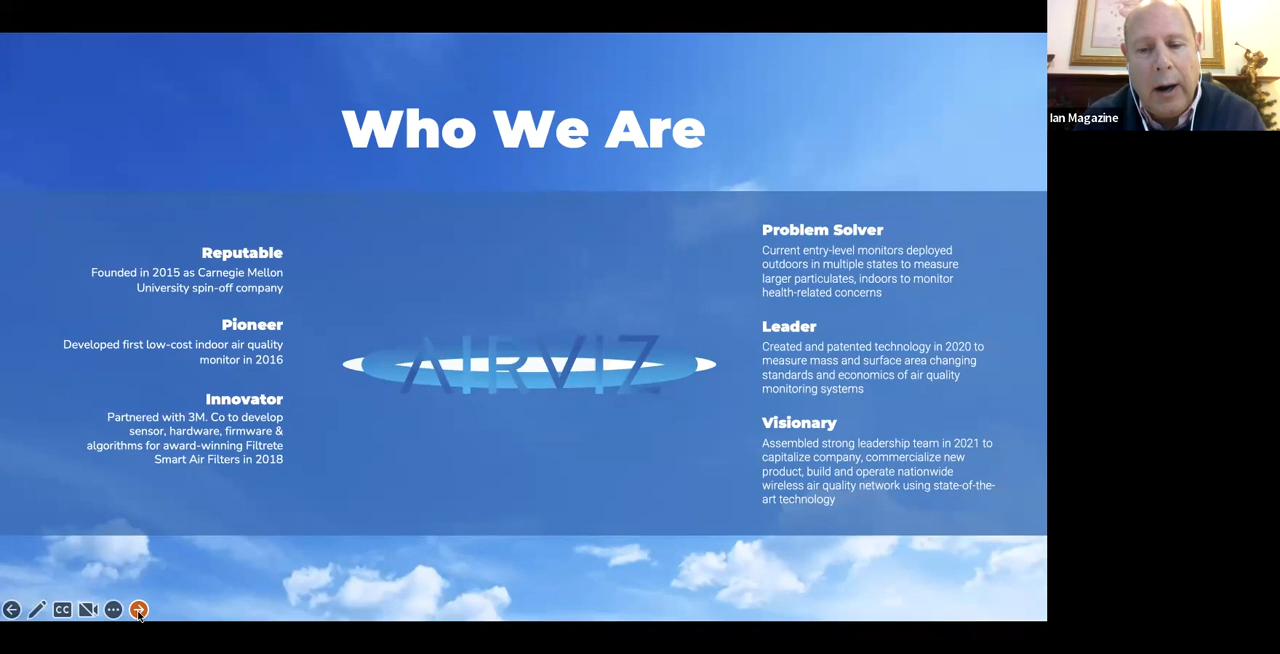 Who We Are
Reputable
Founded in 2015 as Carnegie Mellon
University spin-off company
Pioneer
Developed first low-cost indoor air quality
monitor in 2016
Innovator
Partnered with 3M. Co to develop
sensor, hardware, firmware &
algorithms for award-winning Filtrete
Smart Air Filters in 2018
AIRVIZ
Problem Solver
Current entry-level monitors deployed
outdoors in multiple states to measure
larger particulates, indoors to monitor
health-related concerns
Leader
Created and patented technology in 2020 to
measure mass and surface area changing
standards and economics of air quality
monitoring systems
Visionary
Assembled strong leadership team in 2021 to
capitalize company, commercialize new
product, build and operate nationwide
wireless air quality network using state-of-the-
art technology
Ian Magazine
CC